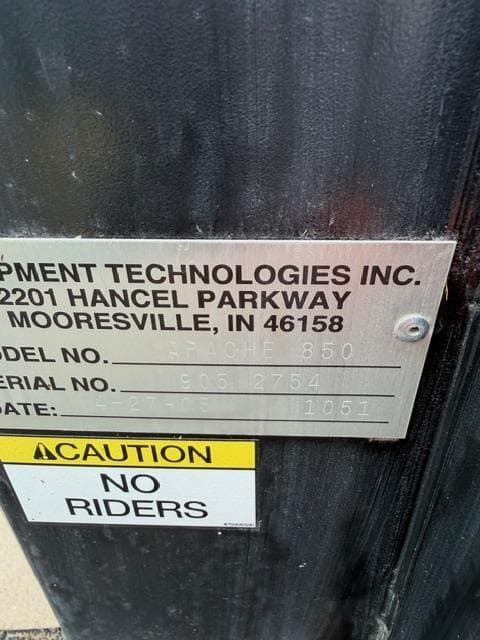 PMENT TECHNOLOGIES INC.
2201 HANCEL PARKWAY
MOORESVILLE, IN 46158
ODEL NO. APACHE 850
ERIAL NO. 905 2754
ATE: 1051
CAUTION
NO
RIDERS